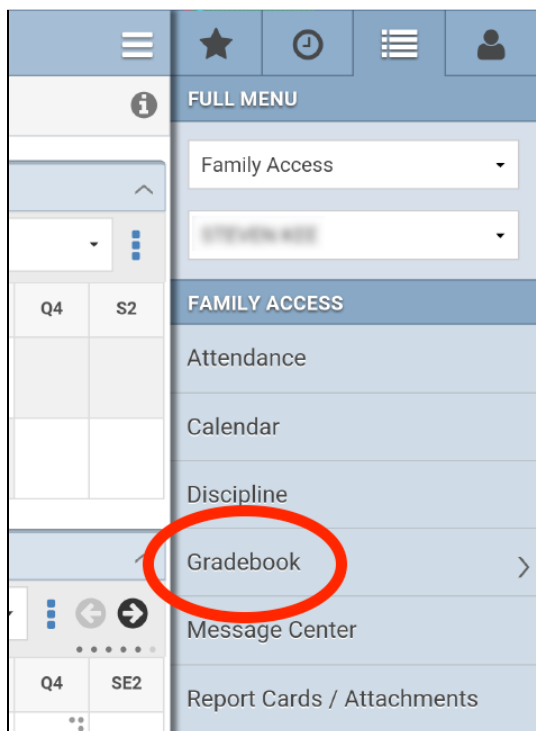 FULL MENU
Family Access
Q4 S2
FAMILY ACCESS
Attendance
Calendar
Discipline
Gradebook
Message Center
Q4 SE2
Report Cards / Attachments